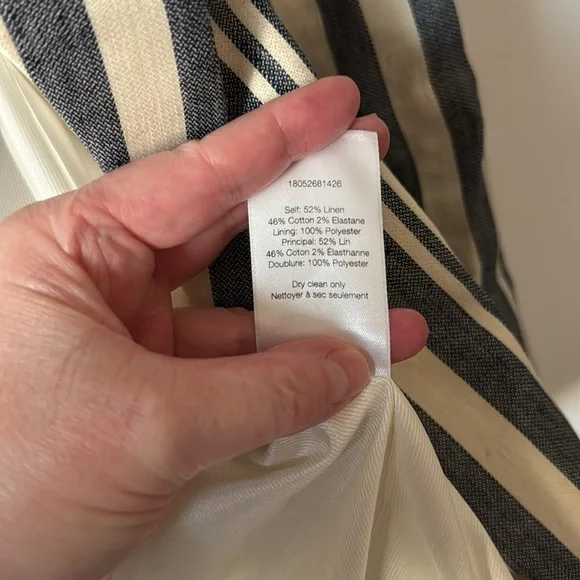 18052681426
Self: 52% Linen
46% Cotton 2% Elastane
Lining: 100% Polyester
Principal: 52% Lin
46% Coton 2% Élasthanne
Doublure: 100% Polyester
Dry clean only
Nettoyer à sec seulement